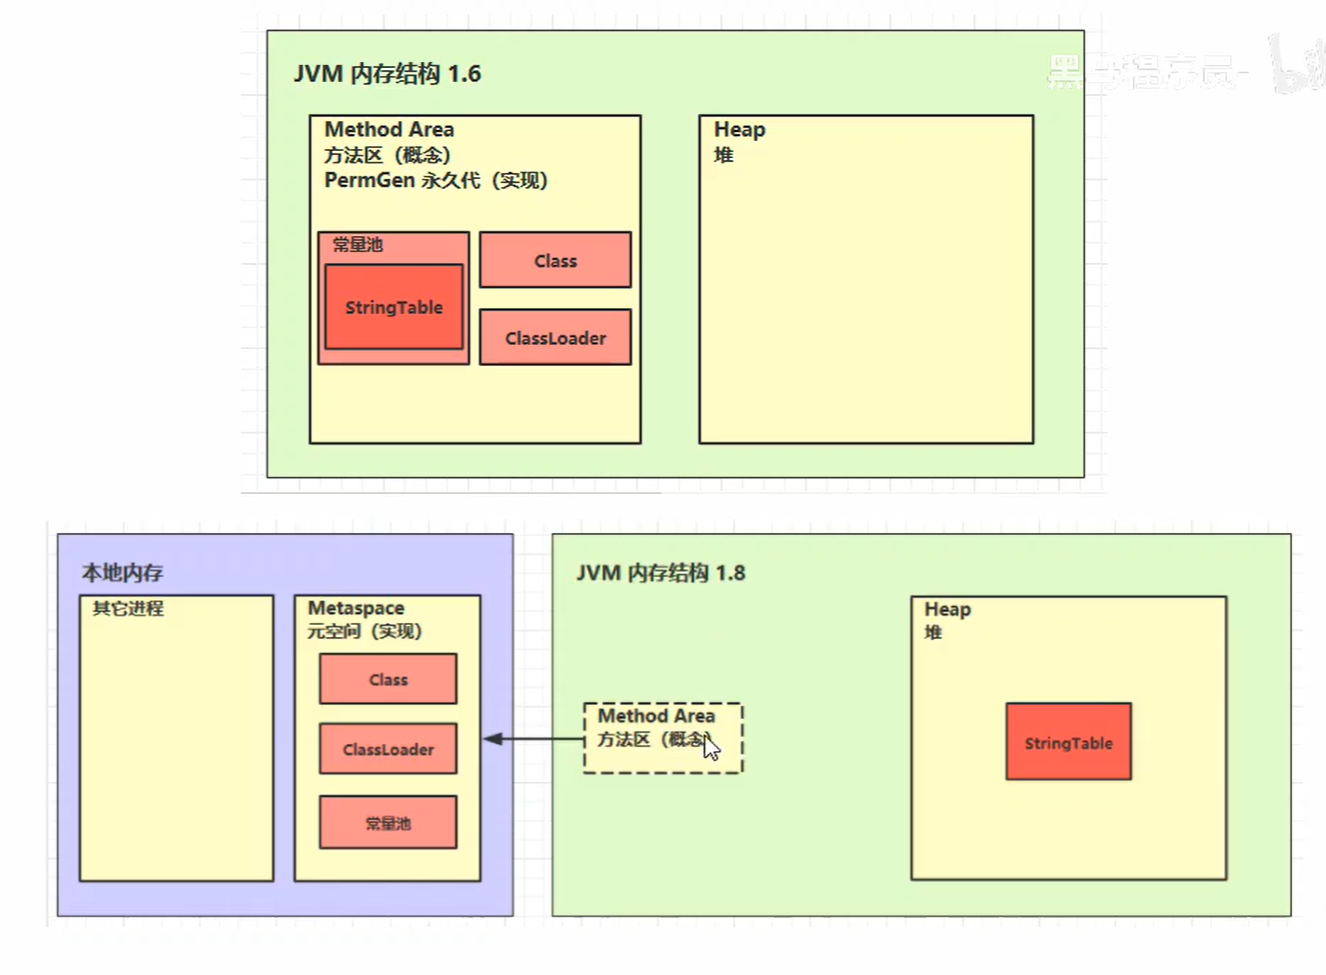 JVM 内存结构 1.6
黑马程序员-
Method Area
方法区（概念）
PermGen 永久代（实现）
常量池
StringTable
Class
ClassLoader
Heap
堆
本地内存
其它进程
Metaspace
元空间（实现）
Class
ClassLoader
常量池
JVM 内存结构 1.8
Method Area
方法区（概念）
Heap
堆
StringTable